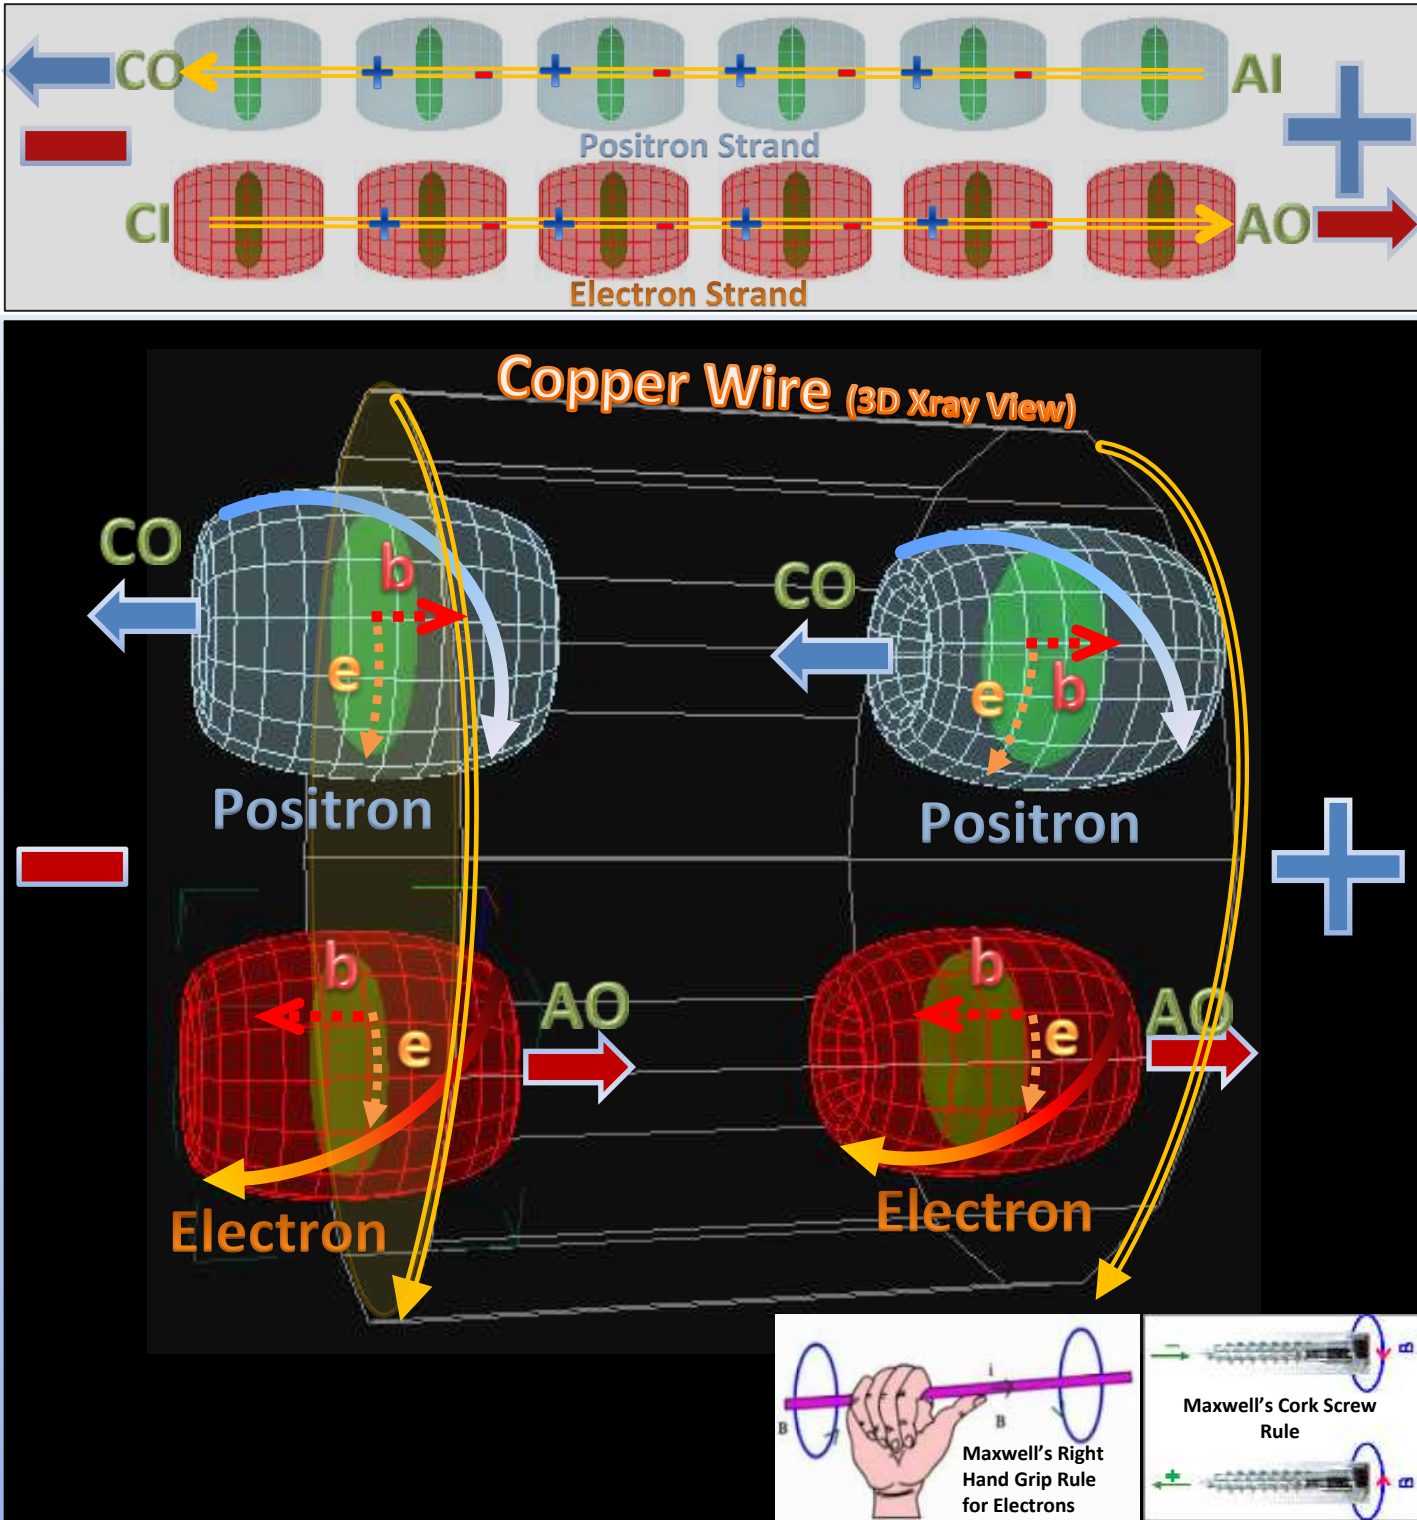 CO + - + - + - + - AI
Positron Strand
CI + - + - + - + - AO
Electron Strand
Copper Wire (3D Xray View)
CO
b
e
Positron
CO
e
b
Positron
b
e
AO
Electron
b
e
AO
Electron
B
i
B
Maxwell's Right
Hand Grip Rule
for Electrons
- B
Maxwell's Cork Screw
Rule
+ B